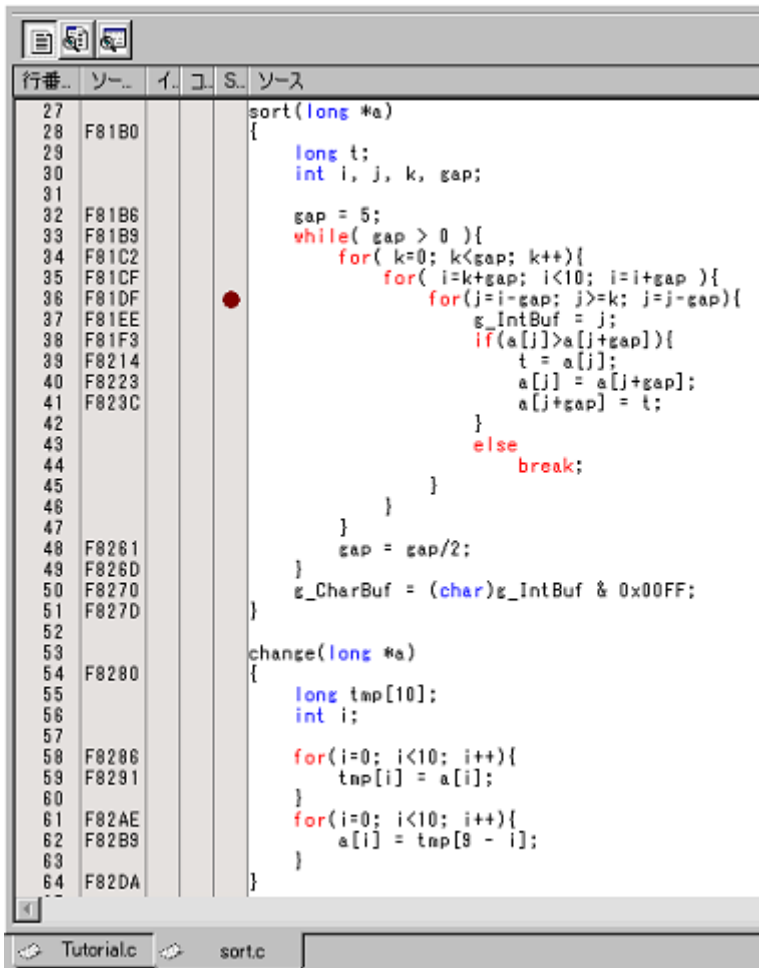 行番... ソー... イ.. コ.. S.. ソース
27 sort(long *a)
28 F81B0 {
29 long t;
30 int i, j, k, gap;
31
32 F81B6 gap = 5;
33 F81B9 while( gap > 0 ){
34 F81C2 for( k=0; k<gap; k++){
35 F81CF for( i=k+gap; i<10; i=i+gap ){
36 F81DF for(j=i-gap; j>=k; j=j-gap){
37 F81EE g_IntBuf = j;
38 F81F3 if(a[j]>a[j+gap]){
39 F8214 t = a[j];
40 F8223 a[j] = a[j+gap];
41 F823C a[j+gap] = t;
42 }
43 else
44 break;
45 }
46 }
47 }
48 F8261 gap = gap/2;
49 F826D }
50 F8270 g_CharBuf = (char)g_IntBuf & 0x00FF;
51 F827D }
52
53 change(long *a)
54 F8280 {
55 long tmp[10];
56 int i;
57
58 F8286 for(i=0; i<10; i++){
59 F8291 tmp[i] = a[i];
60 }
61 F82AE for(i=0; i<10; i++){
62 F82B9 a[i] = tmp[9 - i];
63 }
64 F82DA }
Tutorial.c sort.c